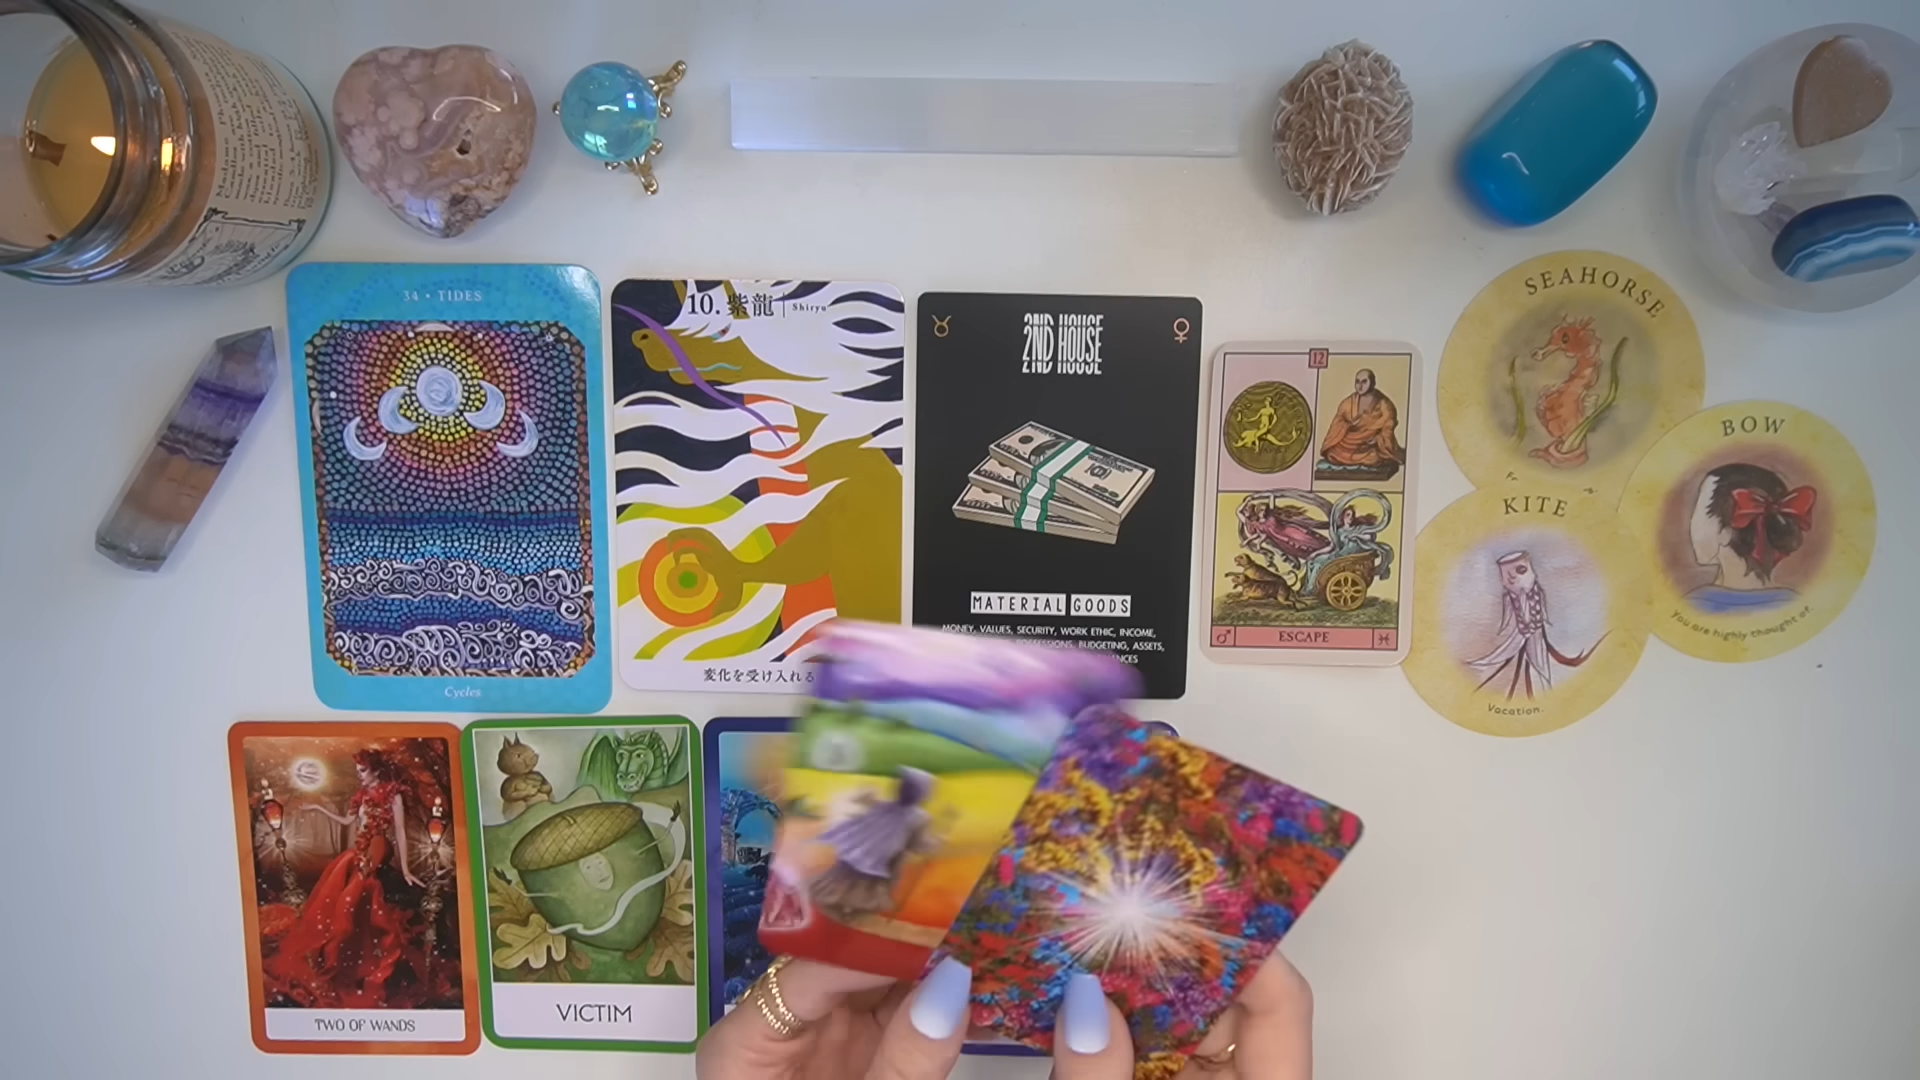 34 • TIDES
Cycles
10. 紫龍 | Shiryu
変化を受け入れる
2ND HOUSE
MATERIAL GOODS
MONEY, VALUES, SECURITY, WORK ETHIC, INCOME,
POSSESSIONS, BUDGETING, ASSETS,
12
ESCAPE
SEAHORSE
BOW
You are highly thought of.
KITE
Vacation.
TWO OF WANDS
VICTIM